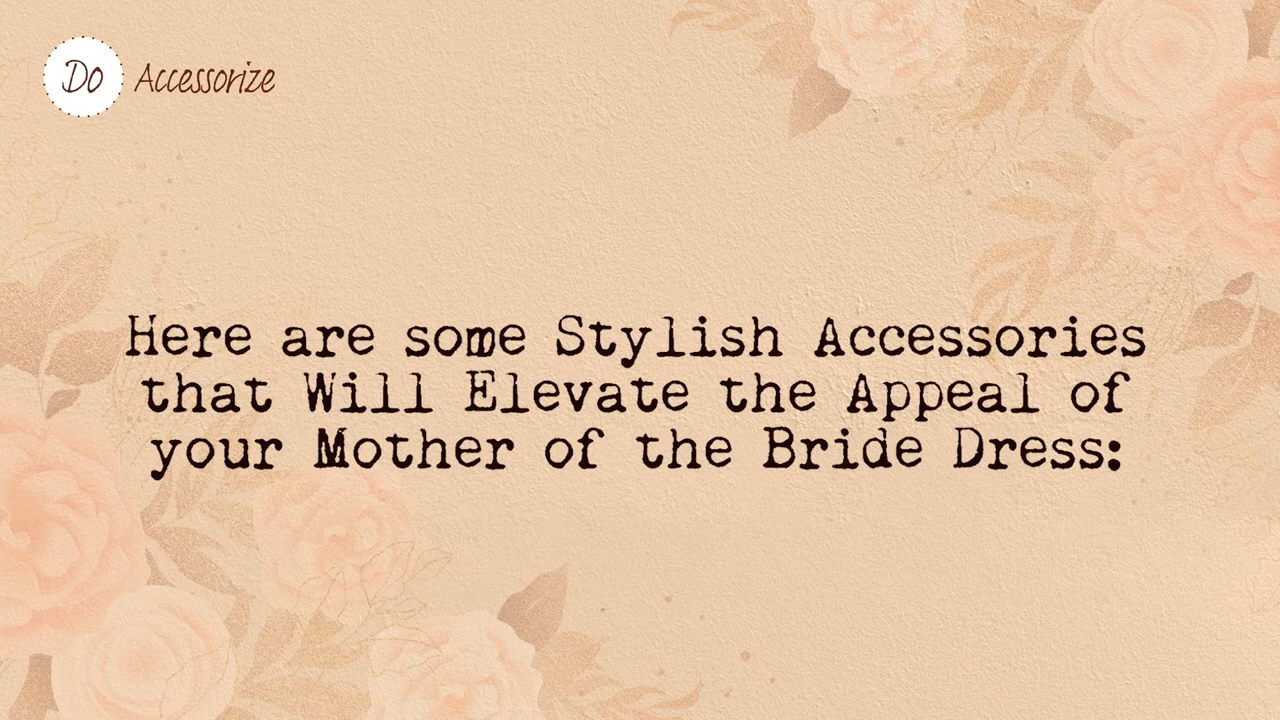 Do Accessorize
Here are some Stylish Accessories
that Will Elevate the Appeal of
your Mother of the Bride Dress: